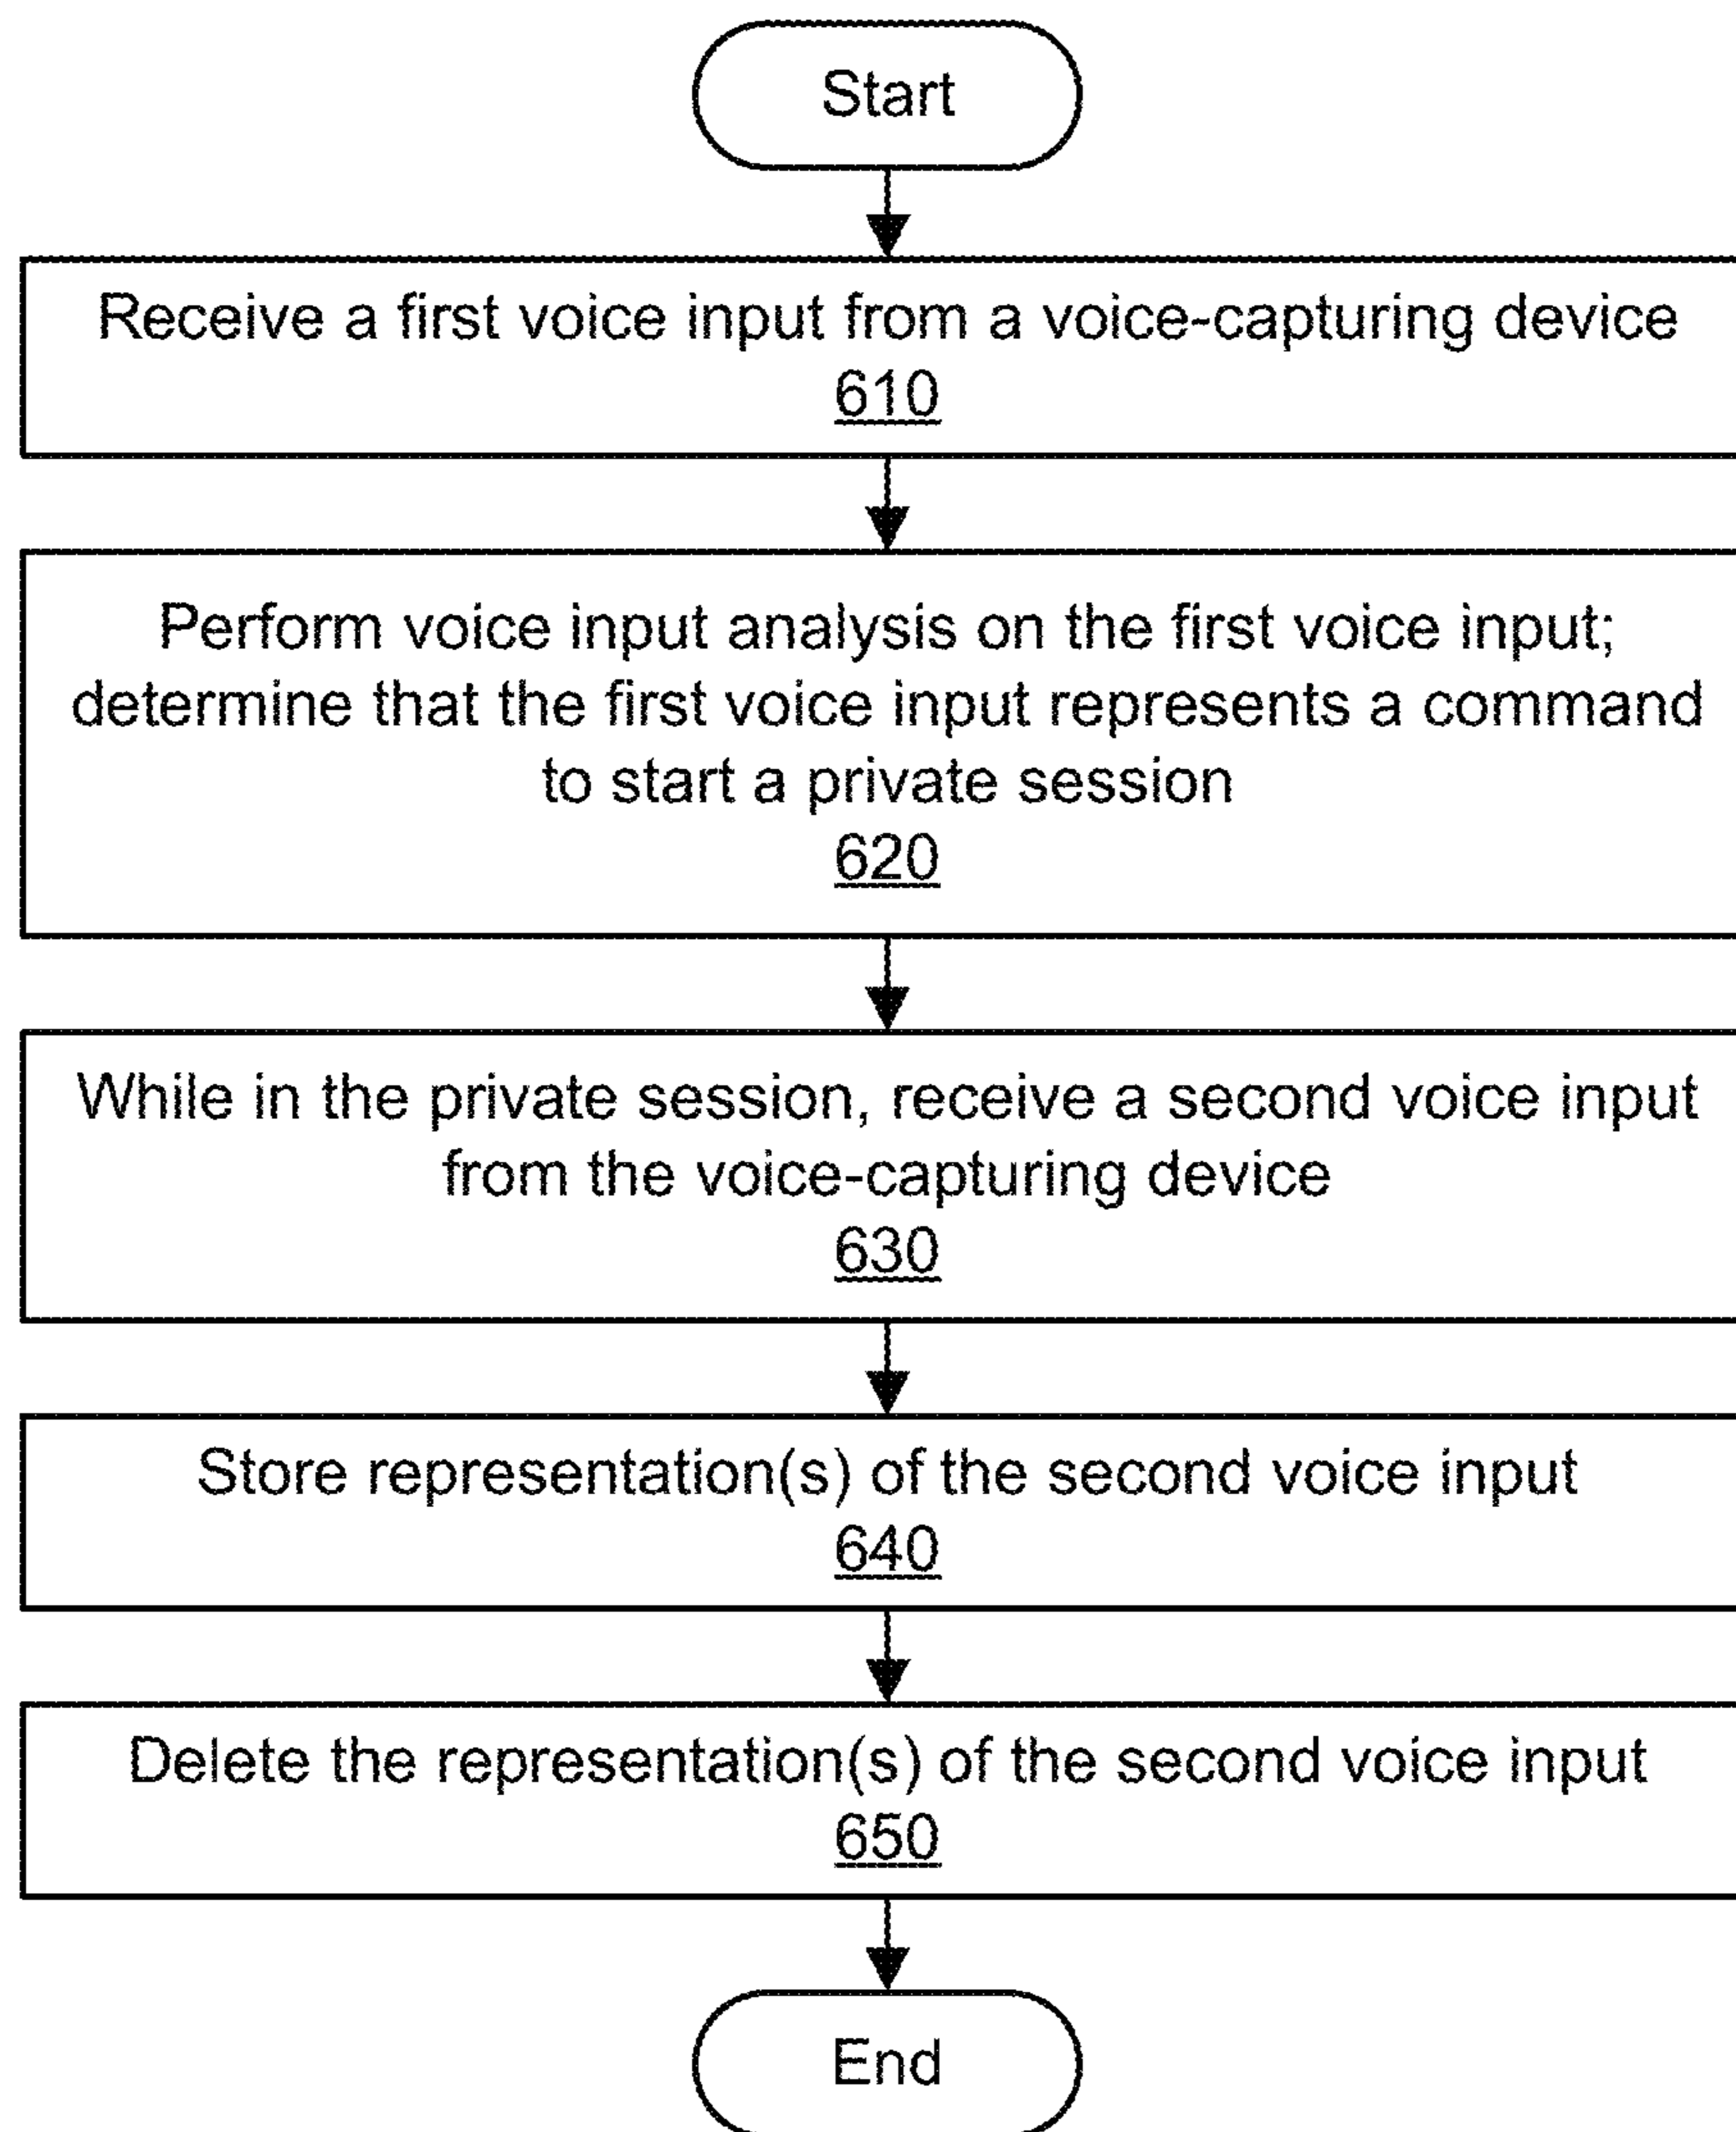 Start
Receive a first voice input from a voice-capturing device
610
Perform voice input analysis on the first voice input;
determine that the first voice input represents a command
to start a private session
620
While in the private session, receive a second voice input
from the voice-capturing device
630
Store representation(s) of the second voice input
640
Delete the representation(s) of the second voice input
650
End